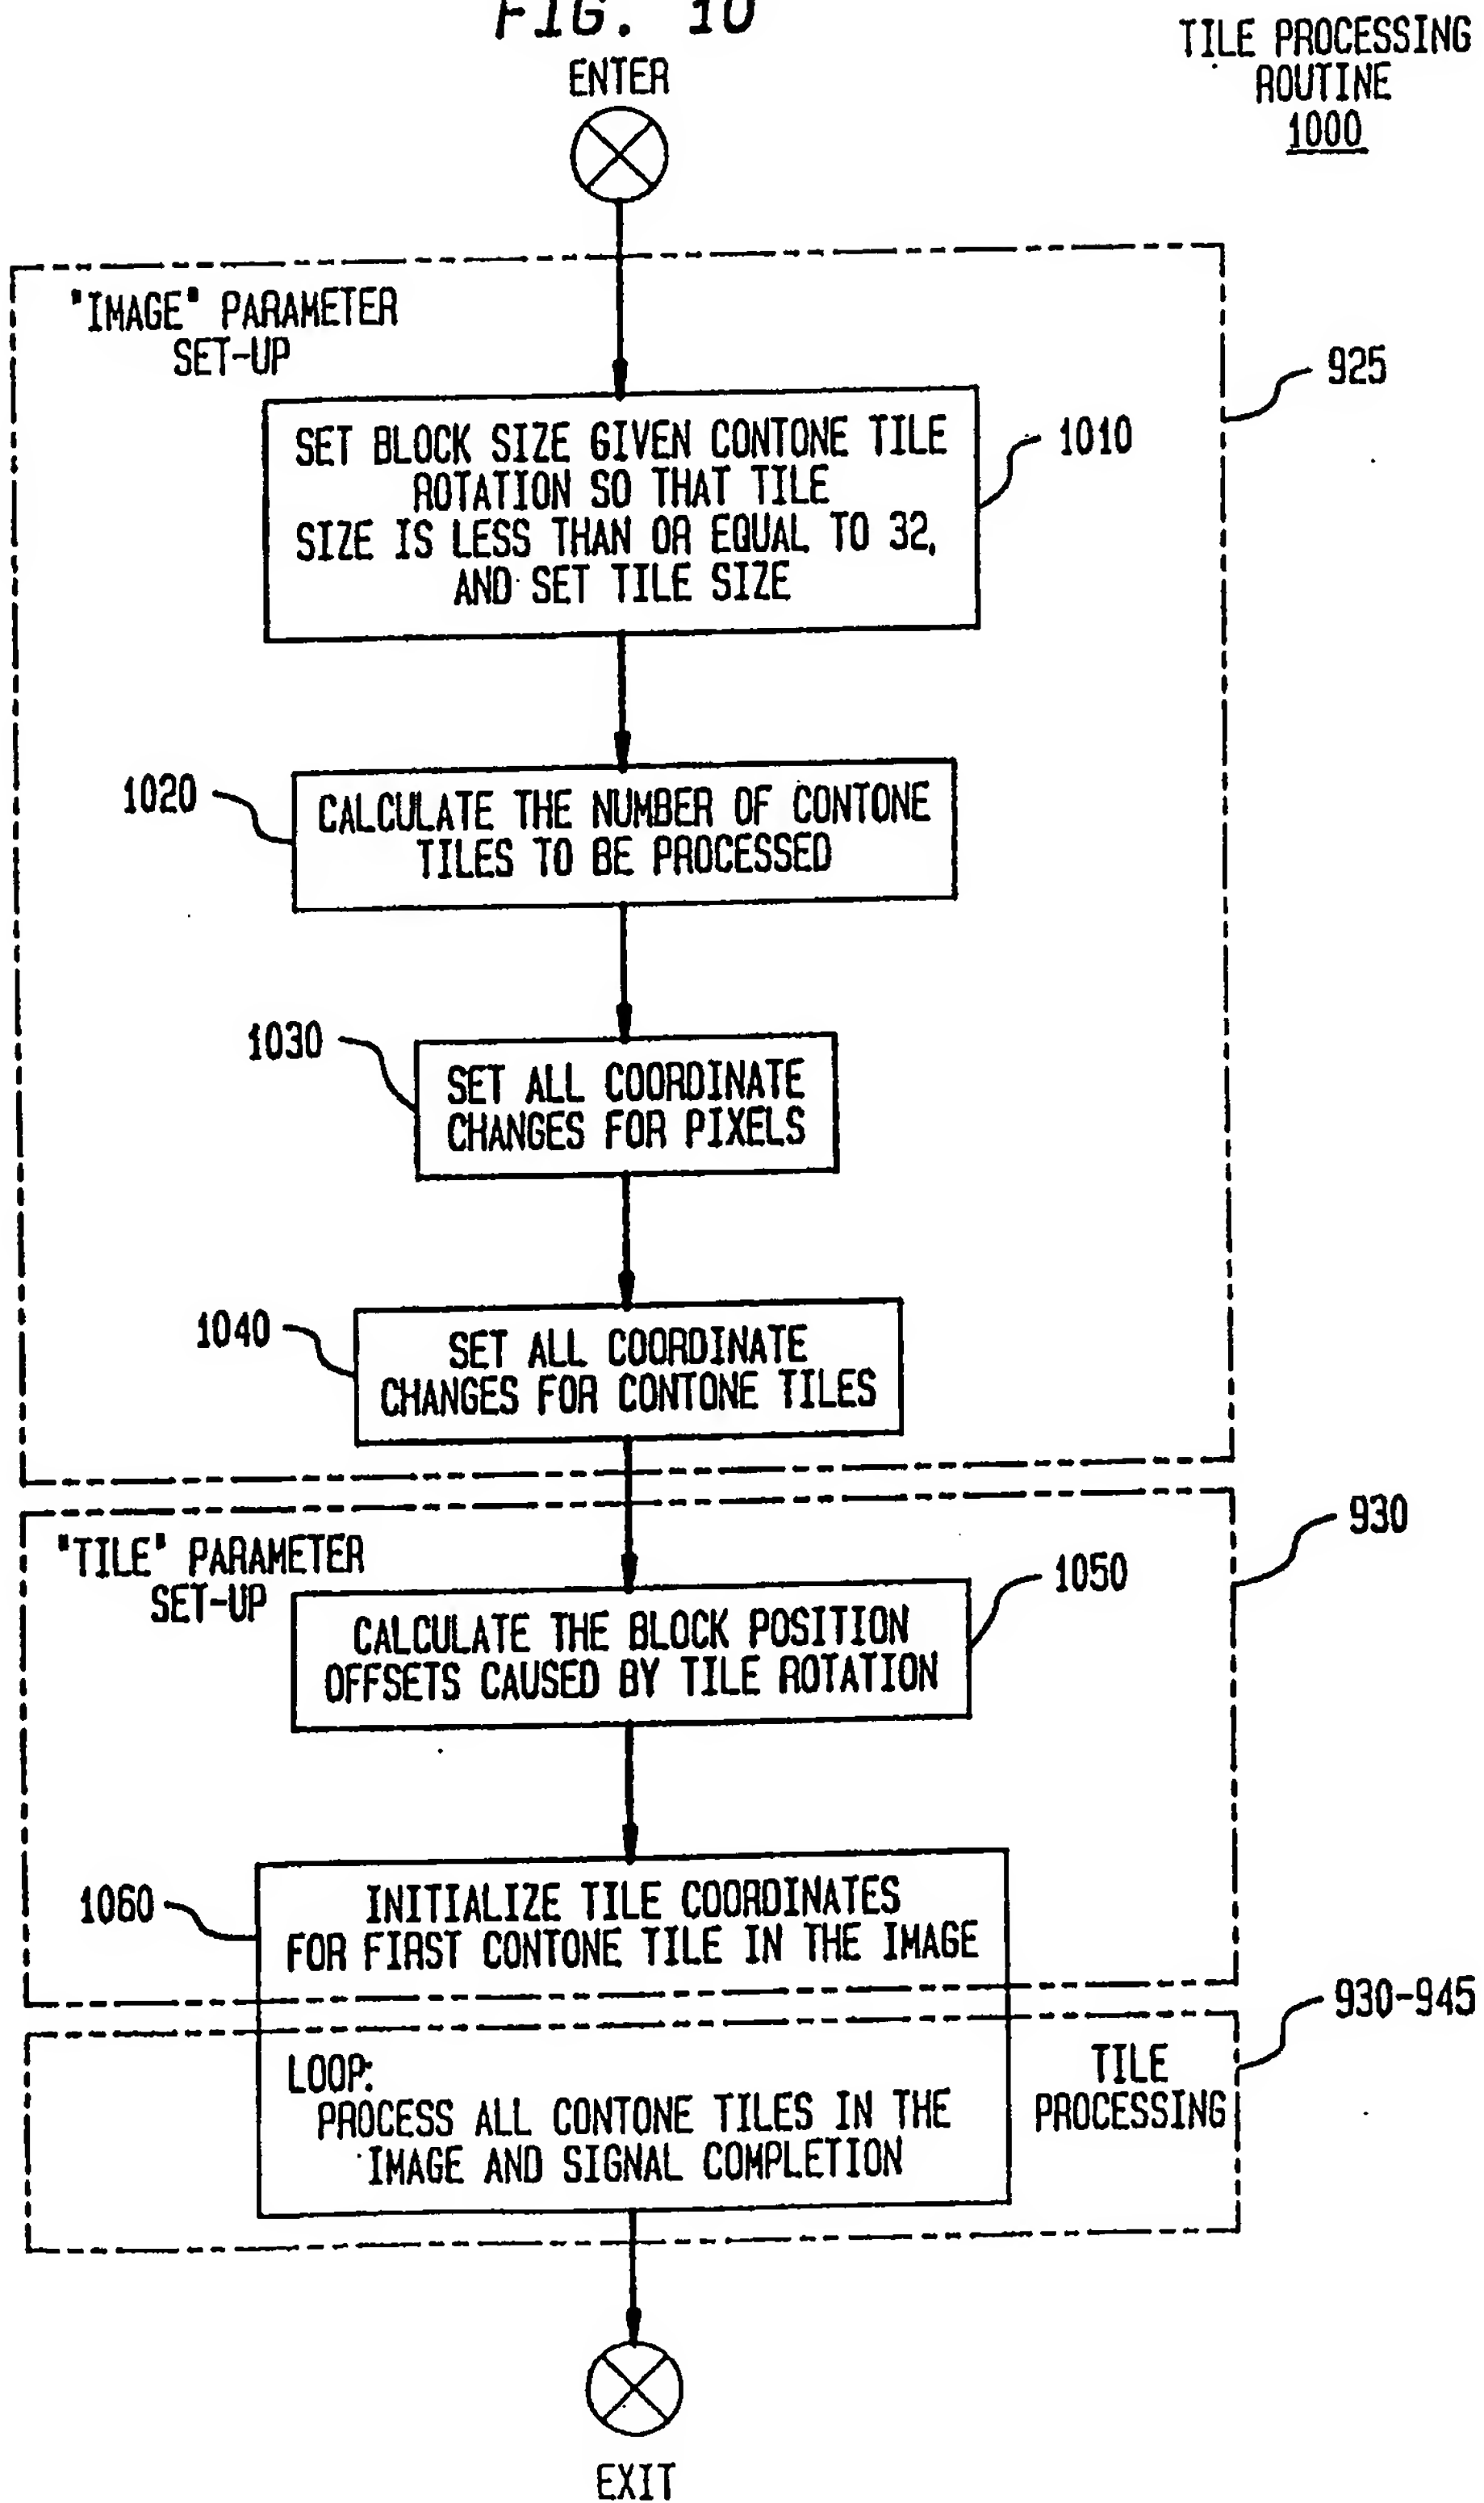 FIG. 10
TILE PROCESSING
ROUTINE
1000
ENTER
"IMAGE" PARAMETER
SET-UP
925
SET BLOCK SIZE GIVEN CONTONE TILE
ROTATION SO THAT TILE
SIZE IS LESS THAN OR EQUAL TO 32,
AND SET TILE SIZE
1010
1020
CALCULATE THE NUMBER OF CONTONE
TILES TO BE PROCESSED
1030
SET ALL COORDINATE
CHANGES FOR PIXELS
1040
SET ALL COORDINATE
CHANGES FOR CONTONE TILES
930
"TILE" PARAMETER
SET-UP
1050
CALCULATE THE BLOCK POSITION
OFFSETS CAUSED BY TILE ROTATION
1060
INITIALIZE TILE COORDINATES
FOR FIRST CONTONE TILE IN THE IMAGE
930-945
LOOP:
PROCESS ALL CONTONE TILES IN THE
IMAGE AND SIGNAL COMPLETION
TILE
PROCESSING
EXIT